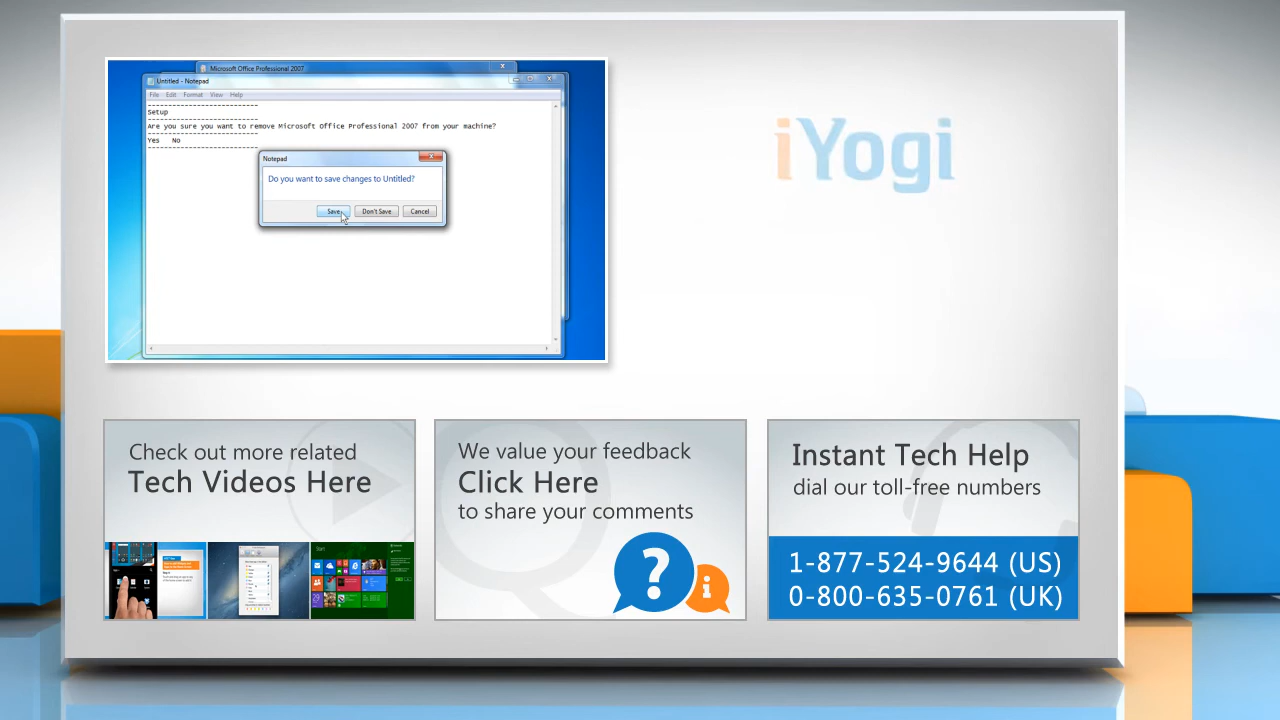 Microsoft Office Professional 2007
Untitled - Notepad
File Edit Format View Help
------------------------------
Setup
------------------------------
Are you sure you want to remove Microsoft Office Professional 2007 from your machine?
------------------------------
Yes No
------------------------------
Notepad
Do you want to save changes to Untitled?
Save Don't Save Cancel
iYogi
Check out more related
Tech Videos Here
Start
We value your feedback
Click Here
to share your comments
? i
Instant Tech Help
dial our toll-free numbers
1-877-524-9644 (US)
0-800-635-0761 (UK)